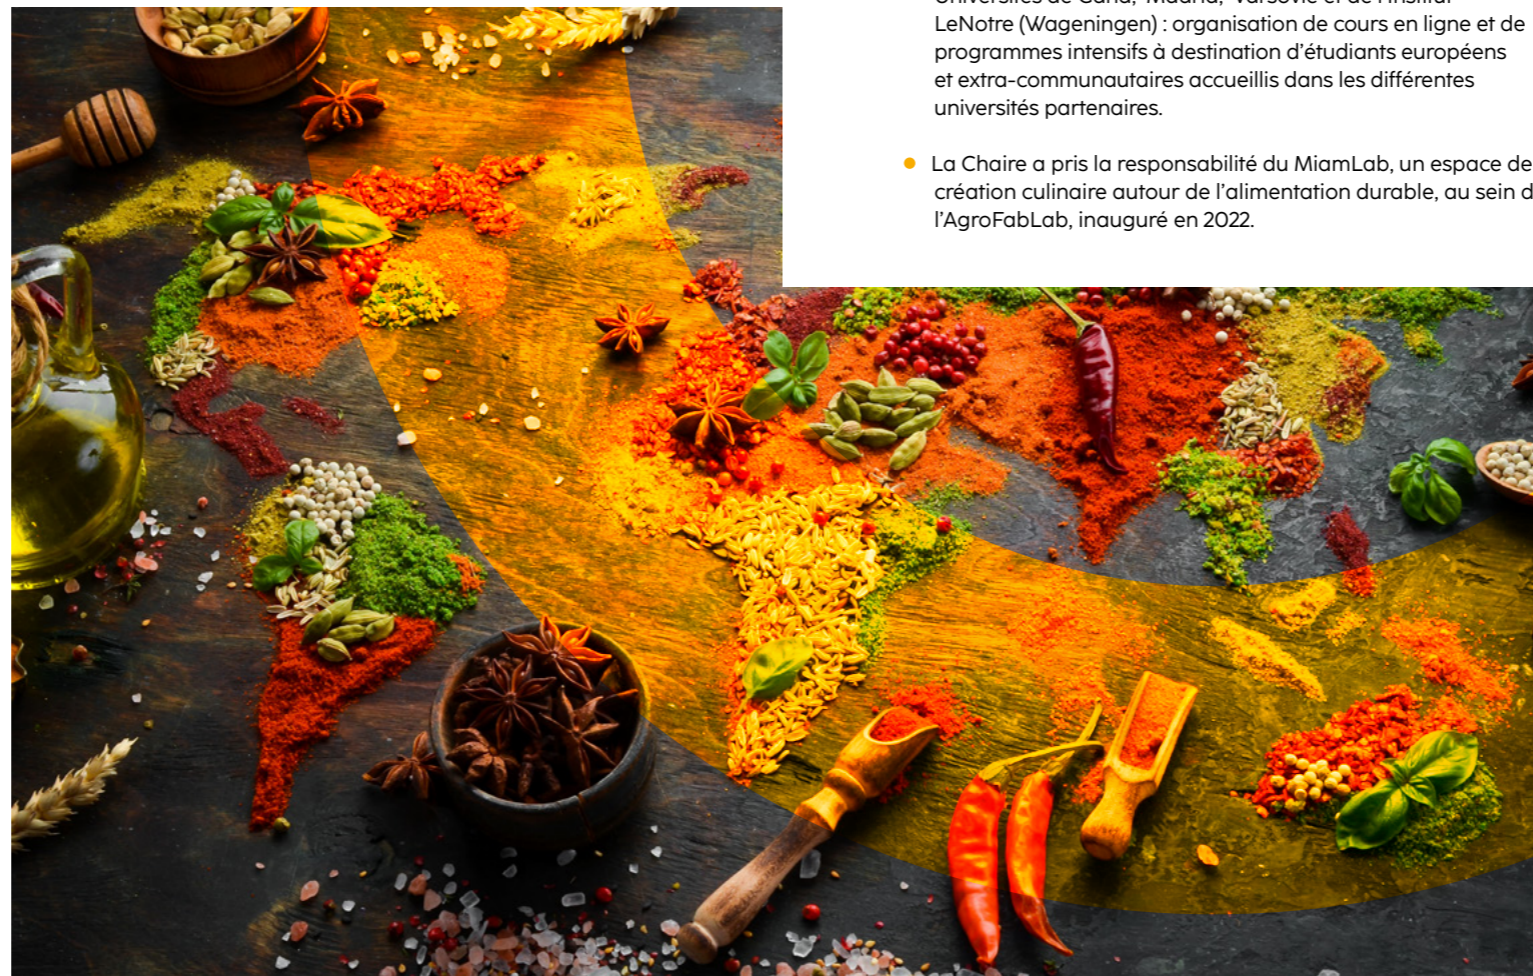 LeNotre (Wageningen) : organisation de cours en ligne et de
programmes intensifs à destination d'étudiants européens
et extra-communautaires accueillis dans les différentes
universités partenaires.
La Chaire a pris la responsabilité du MiamLab, un espace de
création culinaire autour de l'alimentation durable, au sein d
l'AgroFabLab, inauguré en 2022.